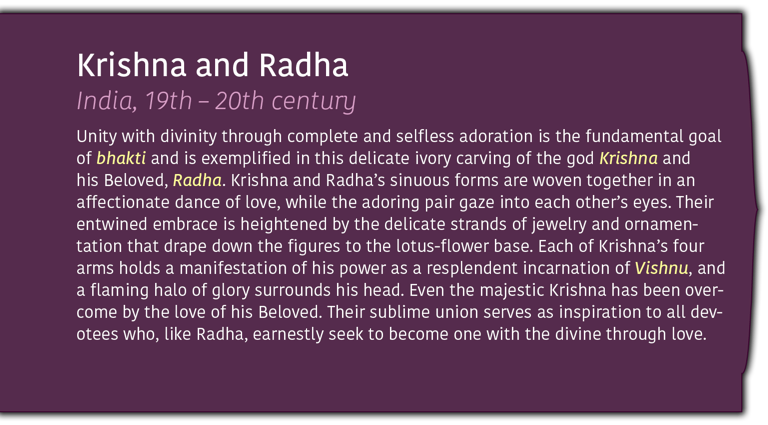 Krishna and Radha
India, 19th – 20th century
Unity with divinity through complete and selfless adoration is the fundamental goal
of bhakti and is exemplified in this delicate ivory carving of the god Krishna and
his Beloved, Radha. Krishna and Radha’s sinuous forms are woven together in an
affectionate dance of love, while the adoring pair gaze into each other’s eyes. Their
entwined embrace is heightened by the delicate strands of jewelry and ornamen-
tation that drape down the figures to the lotus-flower base. Each of Krishna’s four
arms holds a manifestation of his power as a resplendent incarnation of Vishnu, and
a flaming halo of glory surrounds his head. Even the majestic Krishna has been over-
come by the love of his Beloved. Their sublime union serves as inspiration to all dev-
otees who, like Radha, earnestly seek to become one with the divine through love.